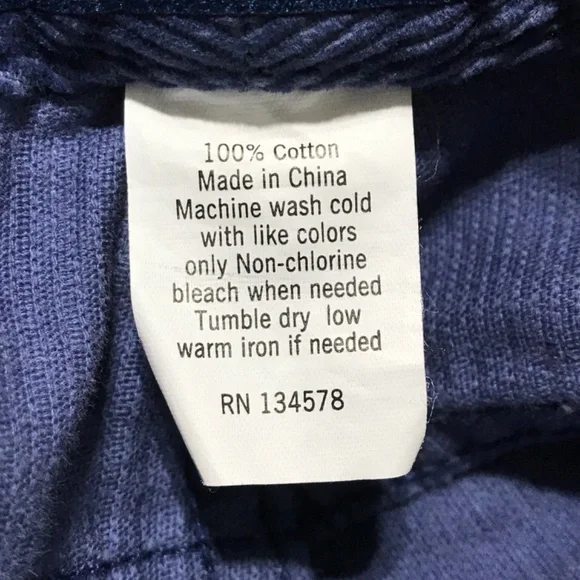 100% Cotton
Made in China
Machine wash cold
with like colors
only Non-chlorine
bleach when needed
Tumble dry low
warm iron if needed
RN 134578